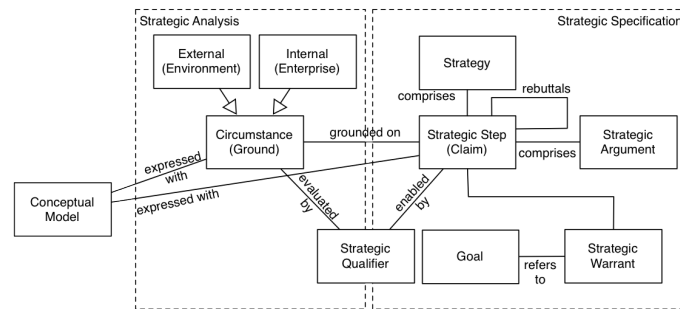 Strategic Analysis
Strategic Specification
External
(Environment)
Internal
(Enterprise)
Strategy
rebuttals
comprises
Circumstance
(Ground)
grounded on
Strategic Step
(Claim)
comprises
Strategic
Argument
expressed
with
expressed with
Conceptual
Model
evaluated
by
enabled
by
Strategic
Qualifier
Goal
refers
to
Strategic
Warrant